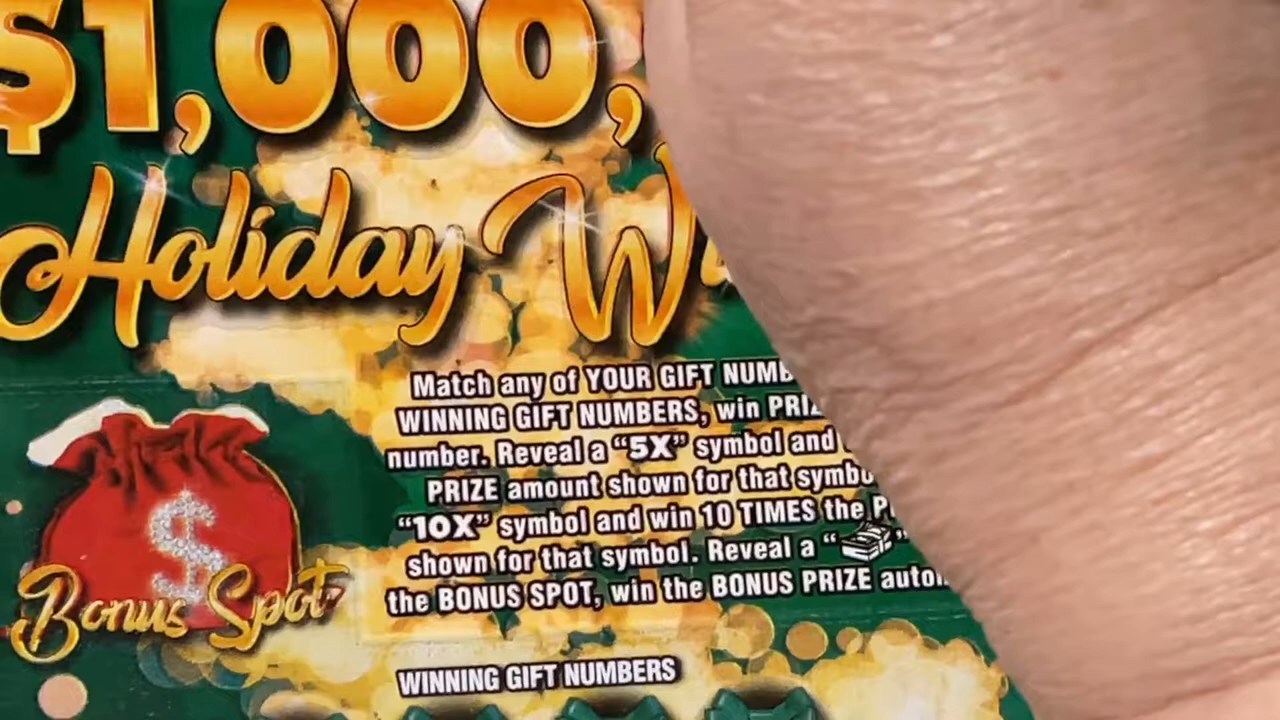 $1,000,
Holiday
Match any of YOUR GIFT
WINNING GIFT NUMBERS, win
number. Reveal a “5X” symbol and
PRIZE amount shown for that
“10X” symbol and win 10 TIMES the
shown for that symbol. Reveal a “ ”
the BONUS SPOT, win the BONUS PRIZE
$
Bonus Spot
WINNING GIFT NUMBERS